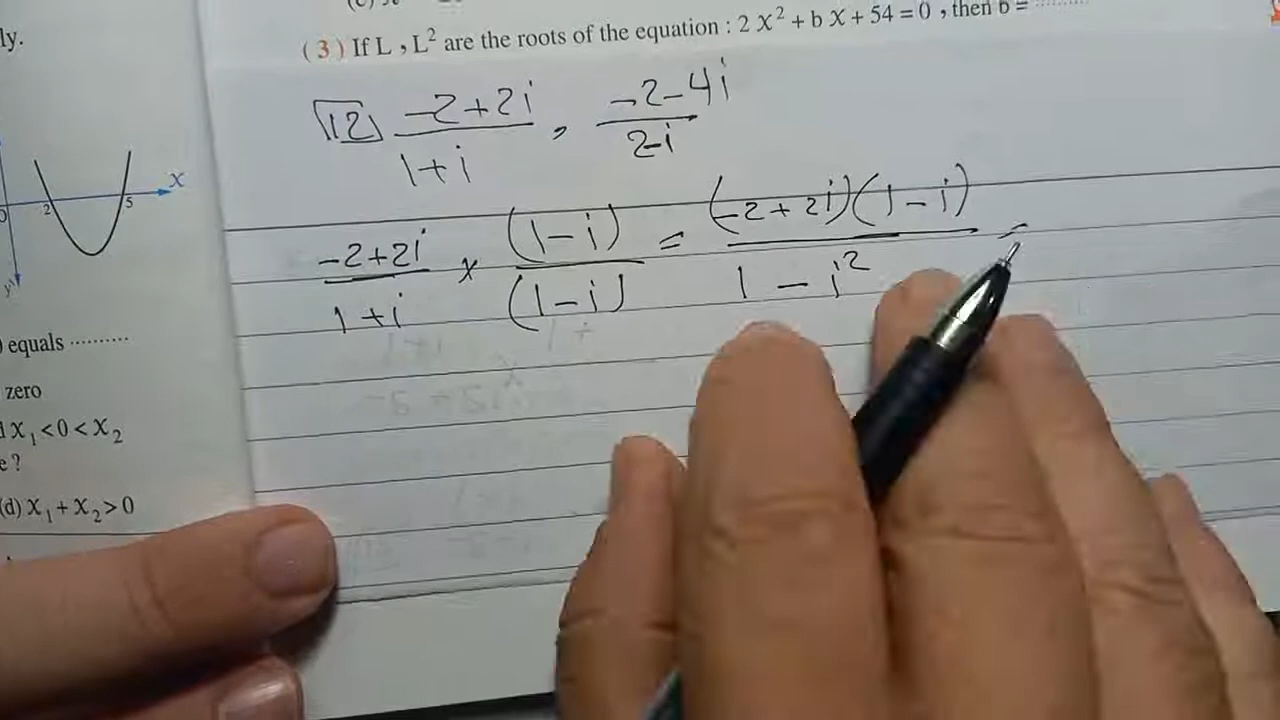 ly.
(3) If L , L² are the roots of the equation : 2 X² + b X + 54 = 0 , then b = ........
12 (-2+2i)/(1+i) , (-2-4i)/(2-i)
x
2 5
y'
(-2+2i)/(1+i) x (1-i)/(1-i) = (-2+2i)(1-i)/(1-i²) =
equals ..........
zero
X₁ < 0 < X₂
e ?
(d) X₁ + X₂ > 0